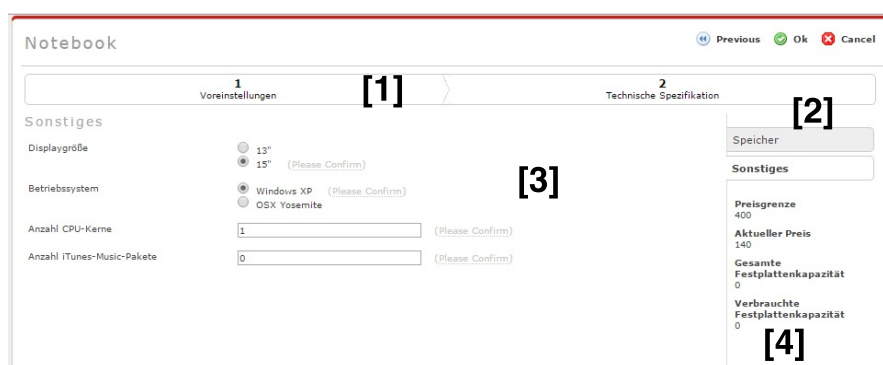 Notebook
Previous Ok Cancel
1 [1] 2
Voreinstellungen Technische Spezifikation
[2]
Sonstiges
Speicher
Displaygröße 13"
15" (Please Confirm)
Sonstiges
[3]
Betriebssystem Windows XP (Please Confirm)
OSX Yosemite
Preisgrenze
400
Anzahl CPU-Kerne 1 (Please Confirm)
Aktueller Preis
140
Anzahl iTunes-Music-Pakete 0 (Please Confirm)
Gesamte
Festplattenkapazität
0
Verbrauchte
Festplattenkapazität
0
[4]